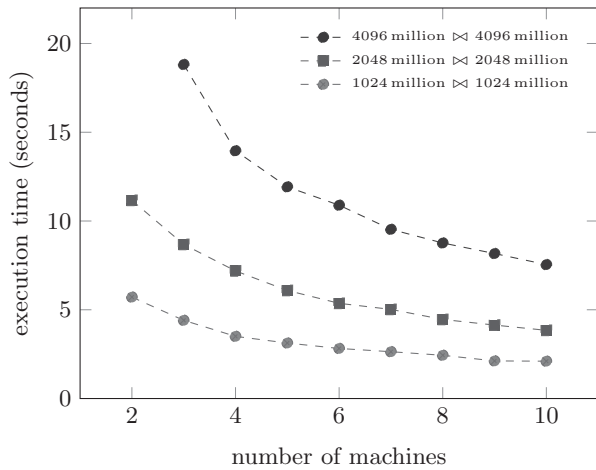 20
15
10
5
0
execution time (seconds)
4096 million ⋈ 4096 million
2048 million ⋈ 2048 million
1024 million ⋈ 1024 million
2 4 6 8 10
number of machines